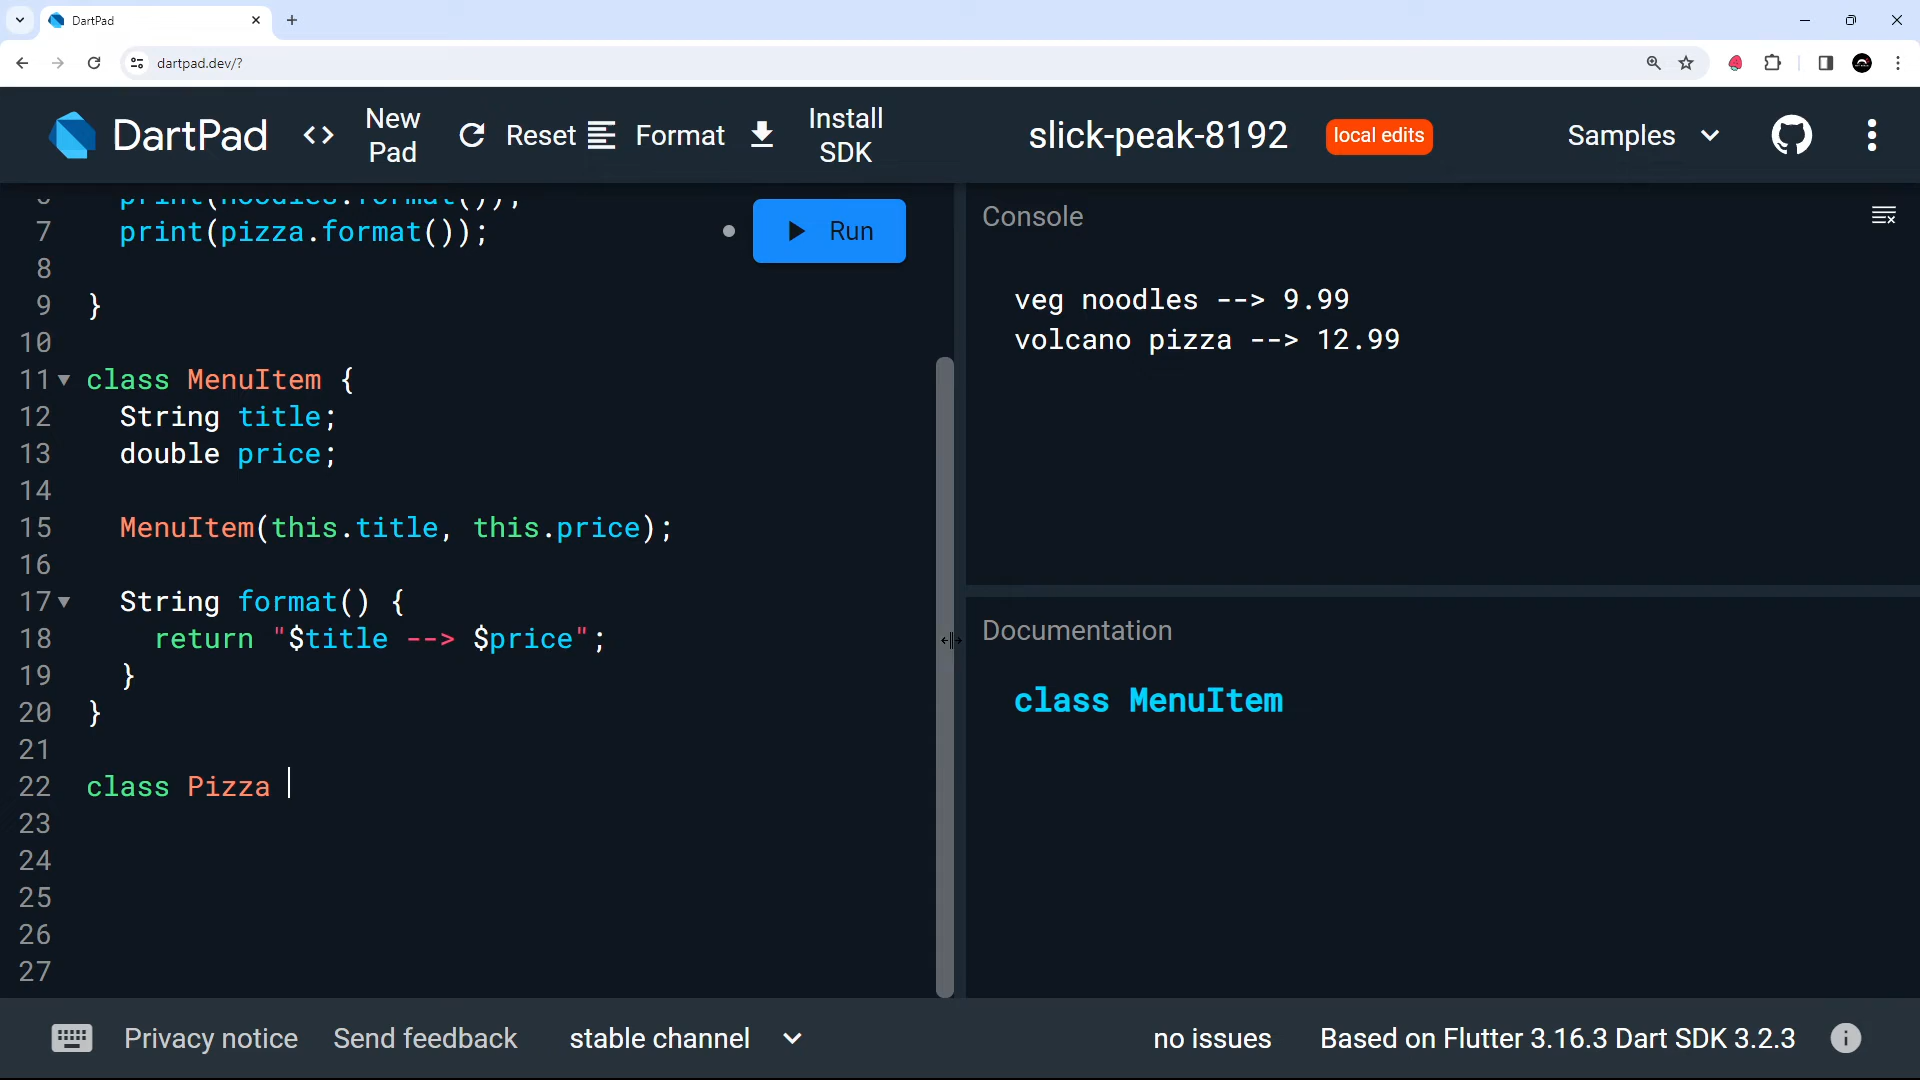 DartPad
dartpad.dev/?
DartPad <> New Pad Reset Format Install SDK slick-peak-8192 local edits Samples
7 print(pizza.format());
8
9 }
10
11 class MenuItem {
12 String title;
13 double price;
14
15 MenuItem(this.title, this.price);
16
17 String format() {
18 return "$title --> $price";
19 }
20 }
21
22 class Pizza
23
24
25
26
27
Run
Console
veg noodles --> 9.99
volcano pizza --> 12.99
Documentation
class MenuItem
Privacy notice Send feedback stable channel no issues Based on Flutter 3.16.3 Dart SDK 3.2.3